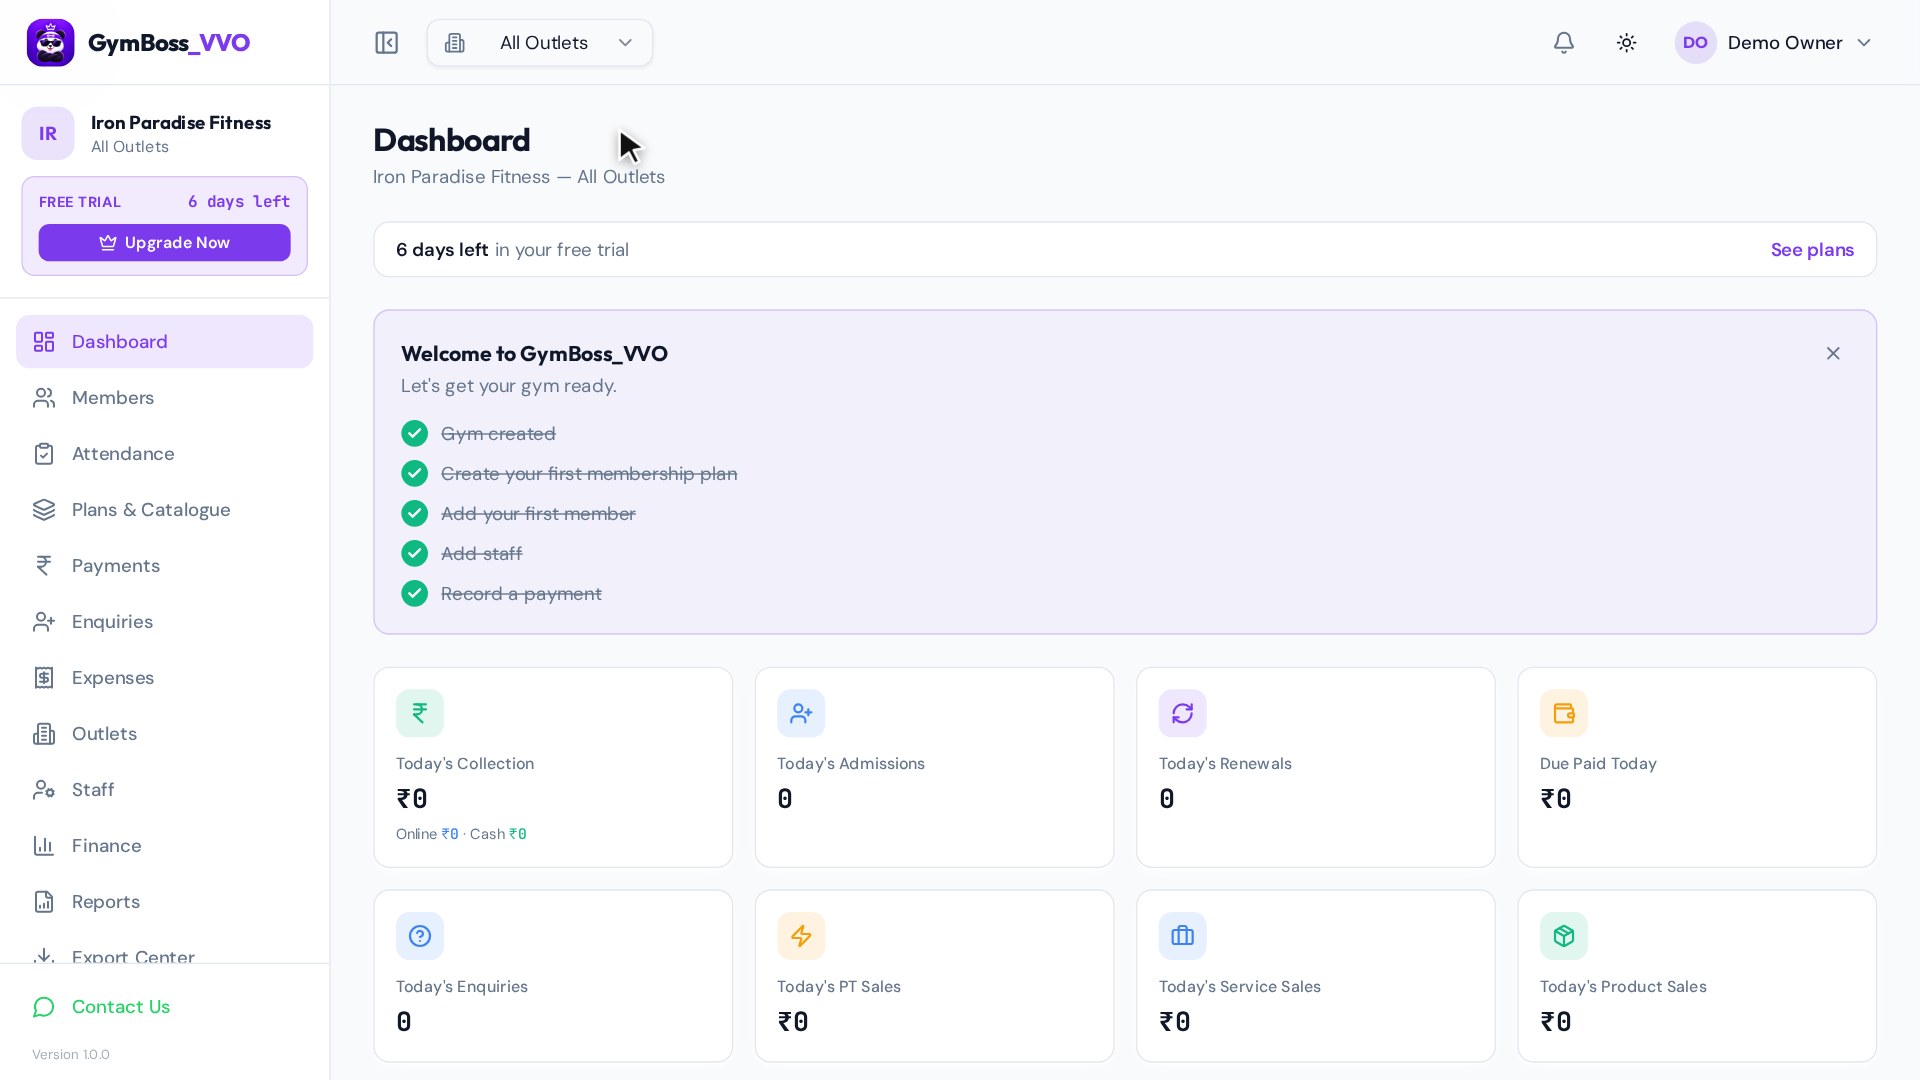 GymBoss_VVO
All Outlets
DO
Demo Owner
IR
Iron Paradise Fitness
All Outlets
FREE TRIAL
6 days left
Upgrade Now
Dashboard
Members
Attendance
Plans & Catalogue
Payments
Enquiries
Expenses
Outlets
Staff
Finance
Reports
Export Center
Contact Us
Version 1.0.0
Dashboard
Iron Paradise Fitness — All Outlets
6 days left in your free trial
See plans
Welcome to GymBoss_VVO
Let's get your gym ready.
Gym created
Create your first membership plan
Add your first member
Add staff
Record a payment
Today's Collection
₹0
Online ₹0 · Cash ₹0
Today's Admissions
0
Today's Renewals
0
Due Paid Today
₹0
Today's Enquiries
0
Today's PT Sales
₹0
Today's Service Sales
₹0
Today's Product Sales
₹0